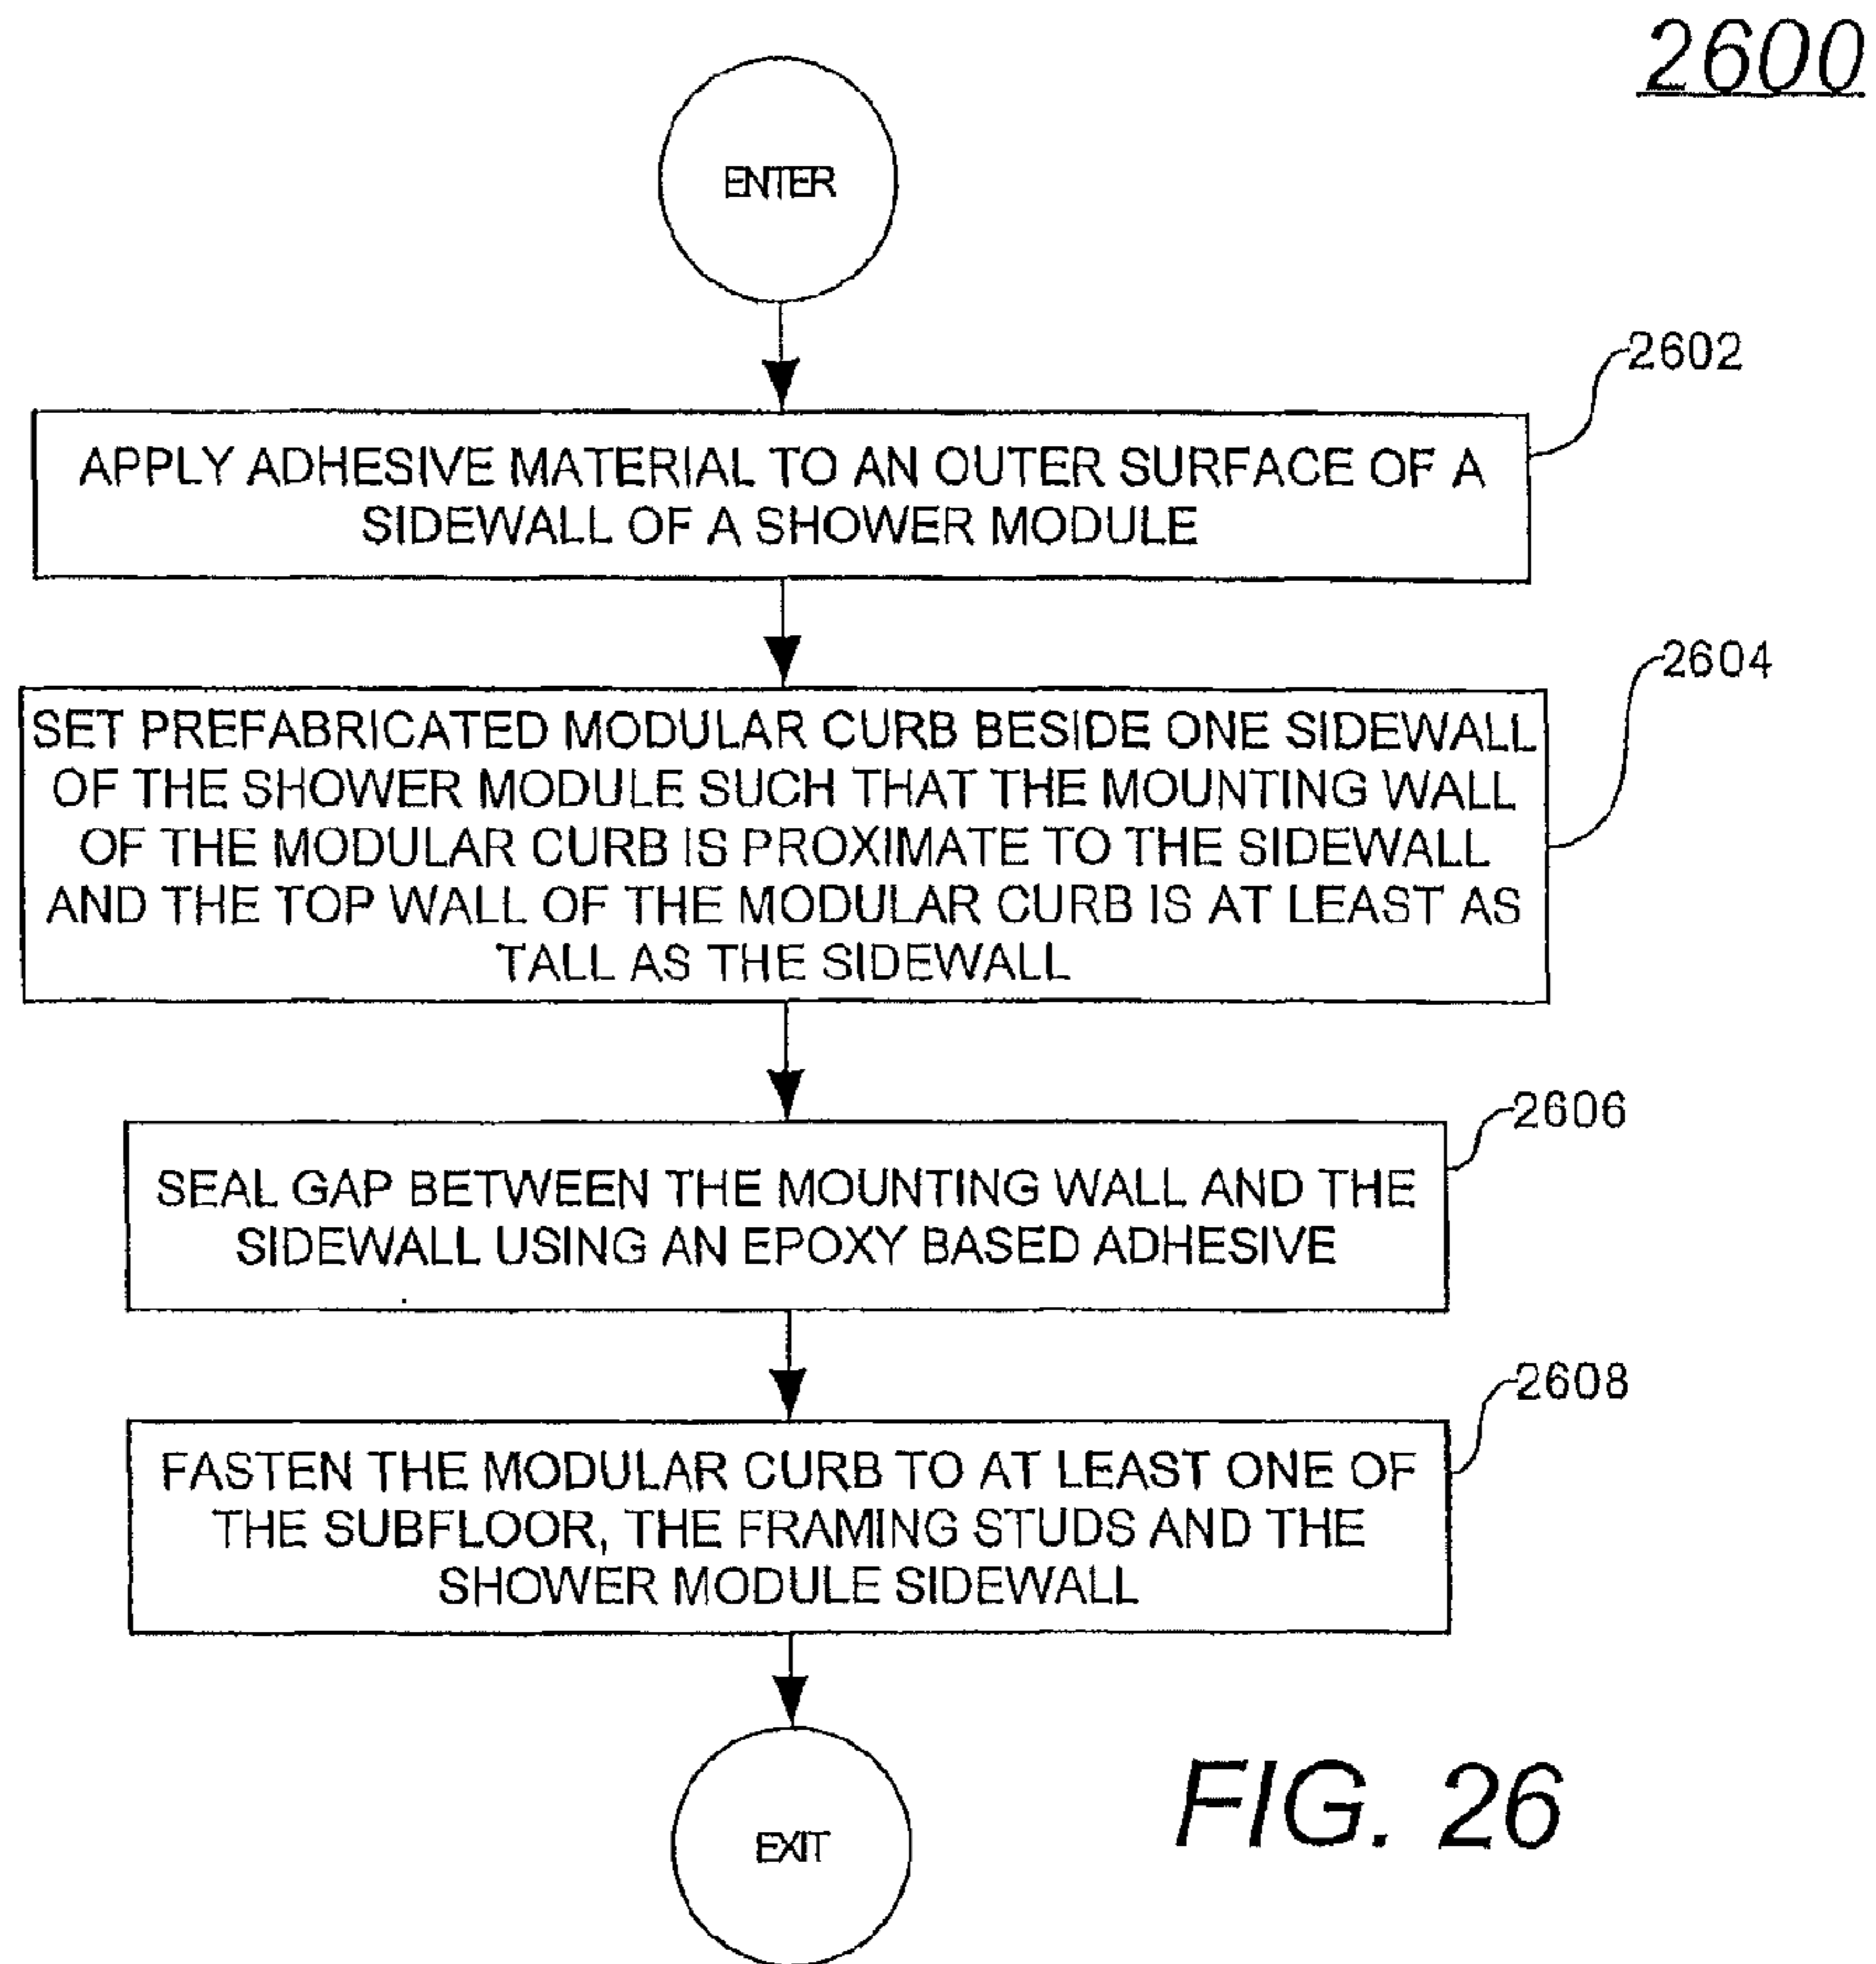 2600
ENTER
2602
APPLY ADHESIVE MATERIAL TO AN OUTER SURFACE OF A
SIDEWALL OF A SHOWER MODULE
2604
SET PREFABRICATED MODULAR CURB BESIDE ONE SIDEWALL
OF THE SHOWER MODULE SUCH THAT THE MOUNTING WALL
OF THE MODULAR CURB IS PROXIMATE TO THE SIDEWALL
AND THE TOP WALL OF THE MODULAR CURB IS AT LEAST AS
TALL AS THE SIDEWALL
2606
SEAL GAP BETWEEN THE MOUNTING WALL AND THE
SIDEWALL USING AN EPOXY BASED ADHESIVE
2608
FASTEN THE MODULAR CURB TO AT LEAST ONE OF
THE SUBFLOOR, THE FRAMING STUDS AND THE
SHOWER MODULE SIDEWALL
EXIT
FIG. 26